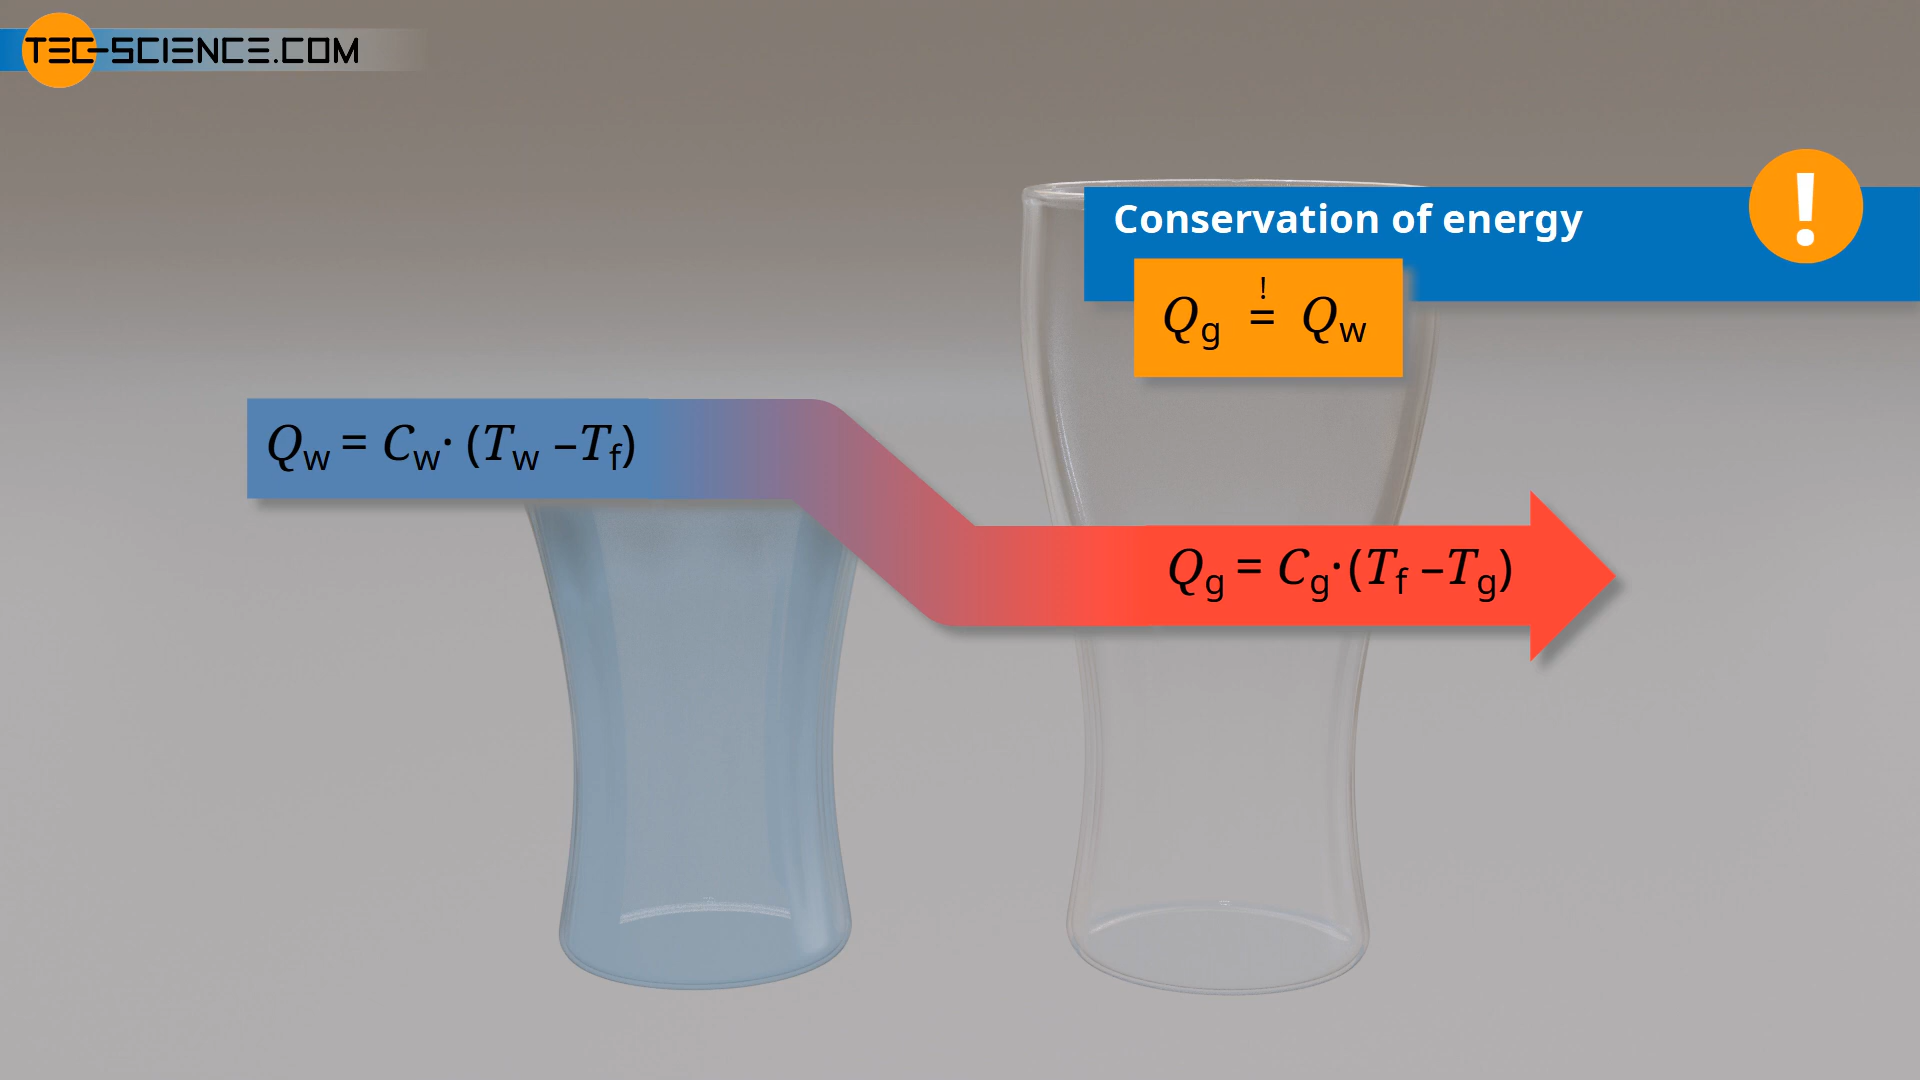 TEC-SCIENCE.COM
Conservation of energy
!
!
Qg = Qw
Qw = Cw· (Tw –Tf)
Qg = Cg·(Tf –Tg)